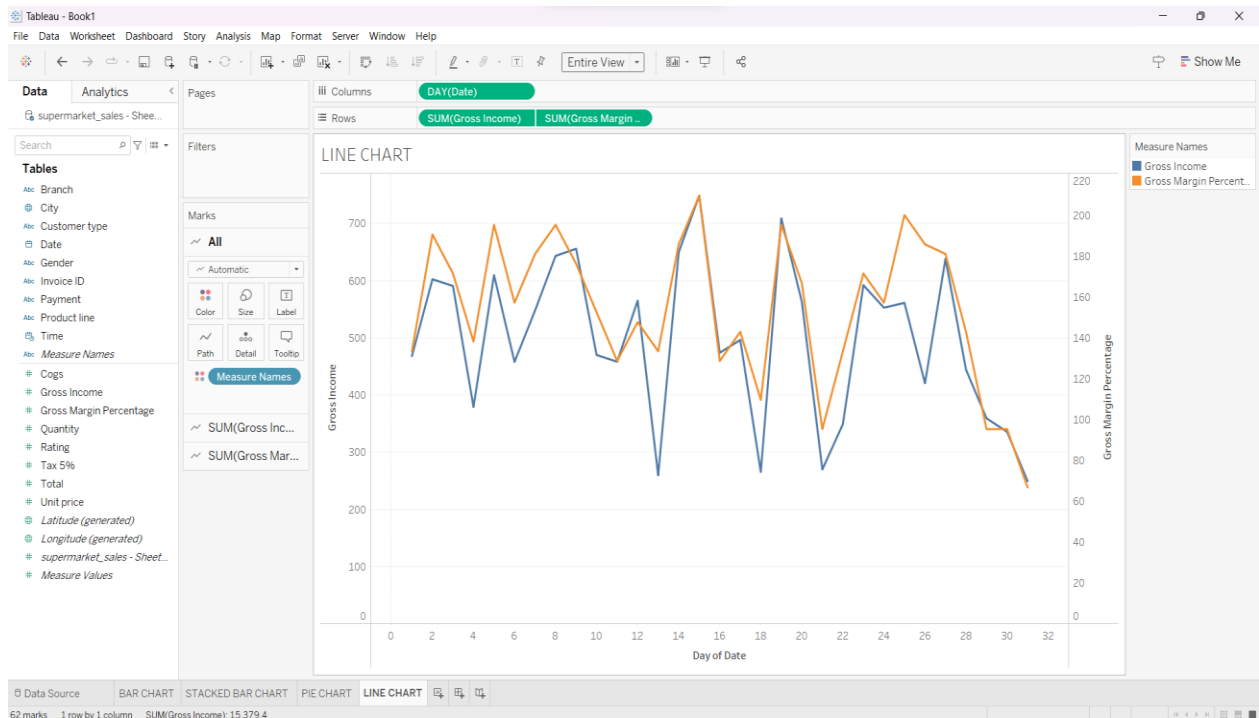 Tableau - Book1
File Data Worksheet Dashboard Story Analysis Map Format Server Window Help
Entire View
Show Me
Data Analytics
supermarket_sales - Shee...
Search
Tables
Abc Branch
City
Abc Customer type
Date
Abc Gender
Abc Invoice ID
Abc Payment
Abc Product line
Time
Abc Measure Names
# Cogs
# Gross Income
# Gross Margin Percentage
# Quantity
# Rating
# Tax 5%
# Total
# Unit price
Latitude (generated)
Longitude (generated)
# supermarket_sales - Sheet...
# Measure Values
Pages
Filters
Marks
All
Automatic
Color Size Label
Path Detail Tooltip
Measure Names
SUM(Gross Inc...
SUM(Gross Mar...
Columns DAY(Date)
Rows SUM(Gross Income) SUM(Gross Margin ..
LINE CHART
Gross Income
700
600
500
400
300
200
100
0
0 2 4 6 8 10 12 14 16 18 20 22 24 26 28 30 32
Day of Date
220
200
180
160
140
120
100
80
60
40
20
0
Gross Margin Percentage
Measure Names
Gross Income
Gross Margin Percent..
Data Source BAR CHART STACKED BAR CHART PIE CHART LINE CHART
62 marks 1 row by 1 column SUM(Gross Income): 15,379.4